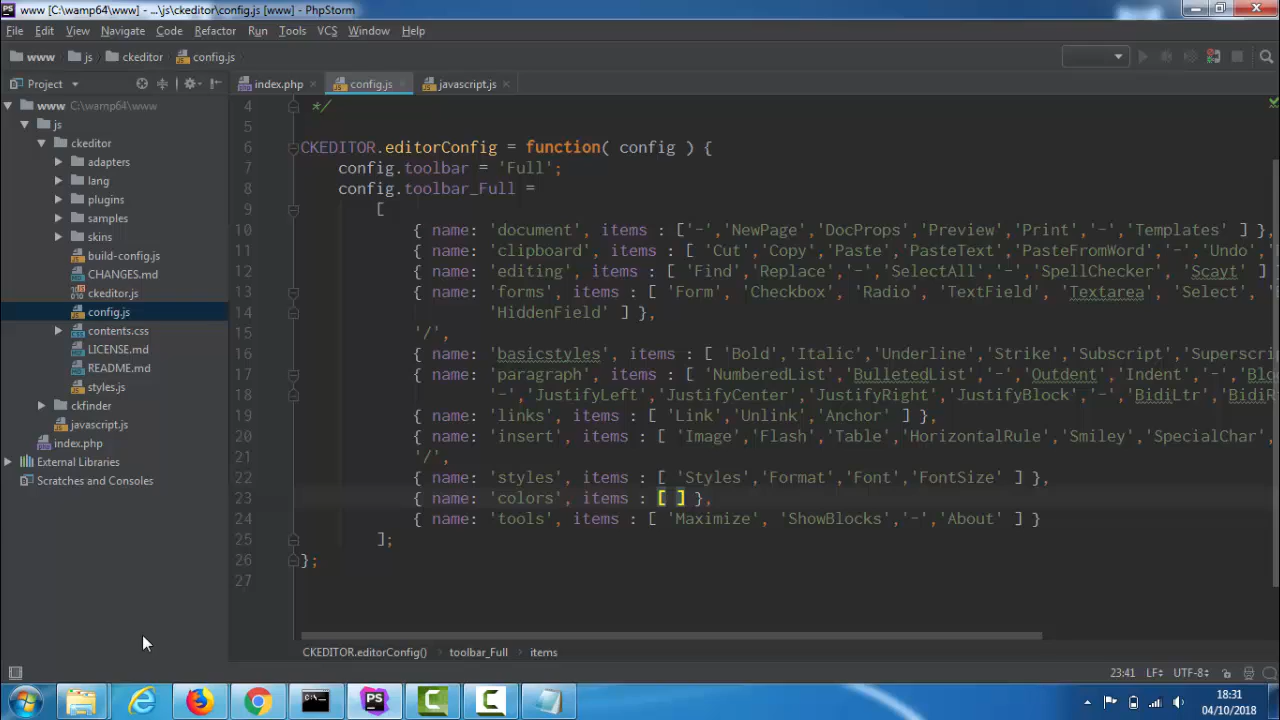 www [C:\wamp64\www] - ...\js\ckeditor\config.js [www] - PhpStorm
File Edit View Navigate Code Refactor Run Tools VCS Window Help
www js ckeditor config.js
Project index.php config.js javascript.js
www C:\wamp64\www
js
ckeditor
adapters
lang
plugins
samples
skins
build-config.js
CHANGES.md
ckeditor.js
config.js
contents.css
LICENSE.md
README.md
styles.js
ckfinder
javascript.js
index.php
External Libraries
Scratches and Consoles
4 */
5
6 CKEDITOR.editorConfig = function( config ) {
7 config.toolbar = 'Full';
8 config.toolbar_Full =
9 [
10 { name: 'document', items : ['-','NewPage','DocProps','Preview','Print','-','Templates' ] },
11 { name: 'clipboard', items : [ 'Cut','Copy','Paste','PasteText','PasteFromWord','-','Undo',
12 { name: 'editing', items : [ 'Find','Replace','-','SelectAll','-','SpellChecker', 'Scayt' ]
13 { name: 'forms', items : [ 'Form', 'Checkbox', 'Radio', 'TextField', 'Textarea', 'Select',
14 'HiddenField' ] },
15 '/',
16 { name: 'basicstyles', items : [ 'Bold','Italic','Underline','Strike','Subscript','Superscri
17 { name: 'paragraph', items : [ 'NumberedList','BulletedList','-','Outdent','Indent','-','Blo
18 '-','JustifyLeft','JustifyCenter','JustifyRight','JustifyBlock','-','BidiLtr','BidiR
19 { name: 'links', items : [ 'Link','Unlink','Anchor' ] },
20 { name: 'insert', items : [ 'Image','Flash','Table','HorizontalRule','Smiley','SpecialChar',
21 '/',
22 { name: 'styles', items : [ 'Styles','Format','Font','FontSize' ] },
23 { name: 'colors', items : [ ] },
24 { name: 'tools', items : [ 'Maximize', 'ShowBlocks','-','About' ] }
25 ];
26 };
27
CKEDITOR.editorConfig() toolbar_Full items
23:41 LF UTF-8
18:31
04/10/2018